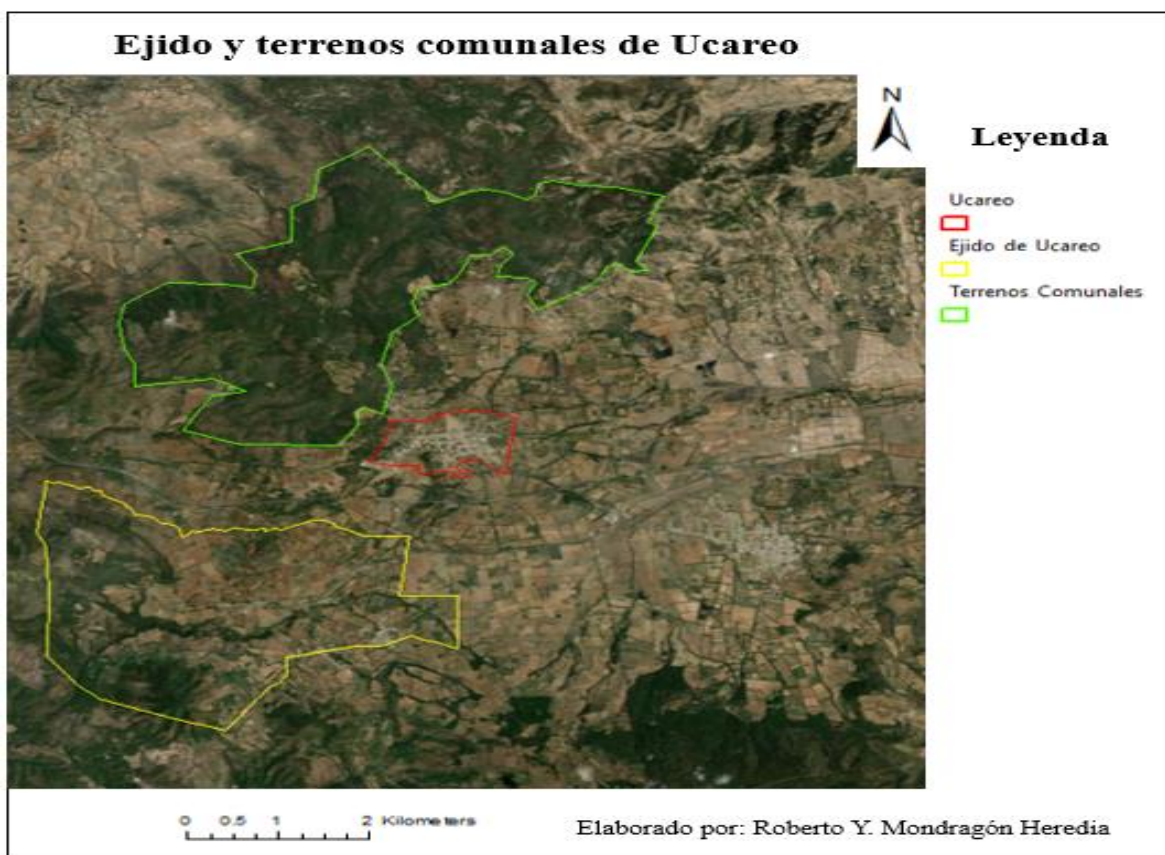 Ejido y terrenos comunales de Ucareo
N
Leyenda
Ucareo
Ejido de Ucareo
Terrenos Comunales
0 0.5 1 2 Kilometers
Elaborado por: Roberto Y. Mondragón Heredia